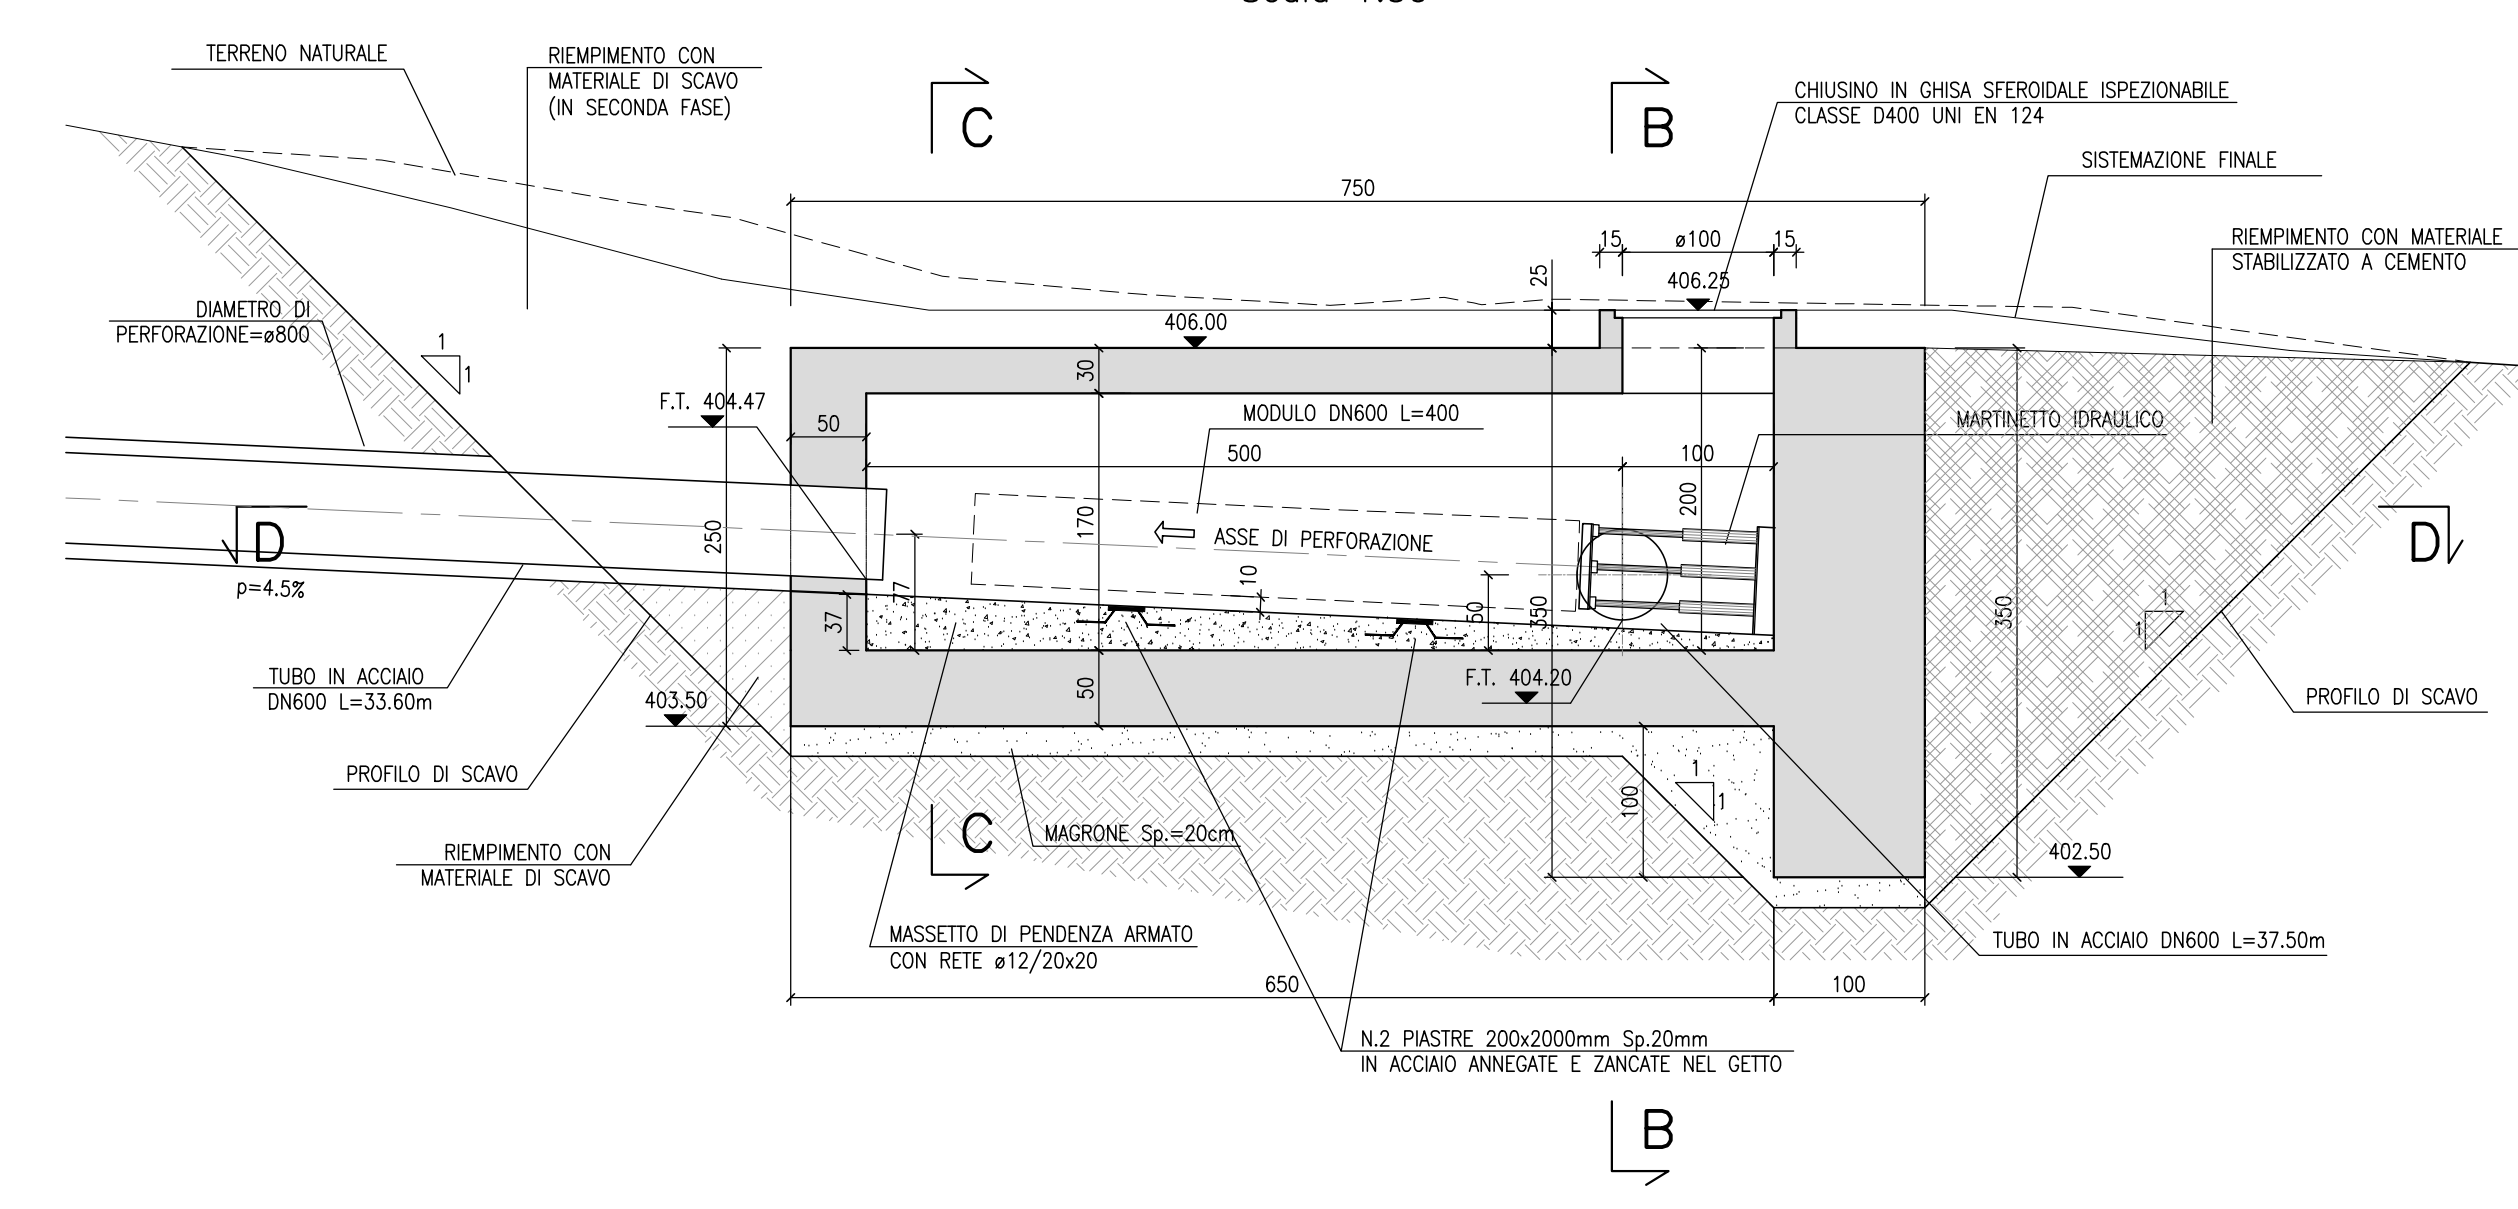 TERRENO NATURALE
RIEMPIMENTO CON
MATERIALE DI SCAVO
(IN SECONDA FASE)
C
B
CHIUSINO IN GHISA SFEROIDALE ISPEZIONABILE
CLASSE D400 UNI EN 124
SISTEMAZIONE FINALE
750
RIEMPIMENTO CON MATERIALE
STABILIZZATO A CEMENTO
15
ø100
15
25
406.25
DIAMETRO DI
PERFORAZIONE=ø800
406.00
1
1
30
F.T. 404.47
50
MODULO DN600 L=400
MARTINETTO IDRAULICO
500
100
200
170
250
D
ASSE DI PERFORAZIONE
D
p=4.5%
10
77
50
350
350
37
1
1
TUBO IN ACCIAIO
DN600 L=33.60m
403.50
50
F.T. 404.20
PROFILO DI SCAVO
PROFILO DI SCAVO
1
1
100
C
MAGRONE Sp.=20cm
RIEMPIMENTO CON
MATERIALE DI SCAVO
402.50
MASSETTO DI PENDENZA ARMATO
CON RETE ø12/20x20
TUBO IN ACCIAIO DN600 L=37.50m
650
100
N.2 PIASTRE 200x2000mm Sp.20mm
IN ACCIAIO ANNEGATE E ZANCATE NEL GETTO
B